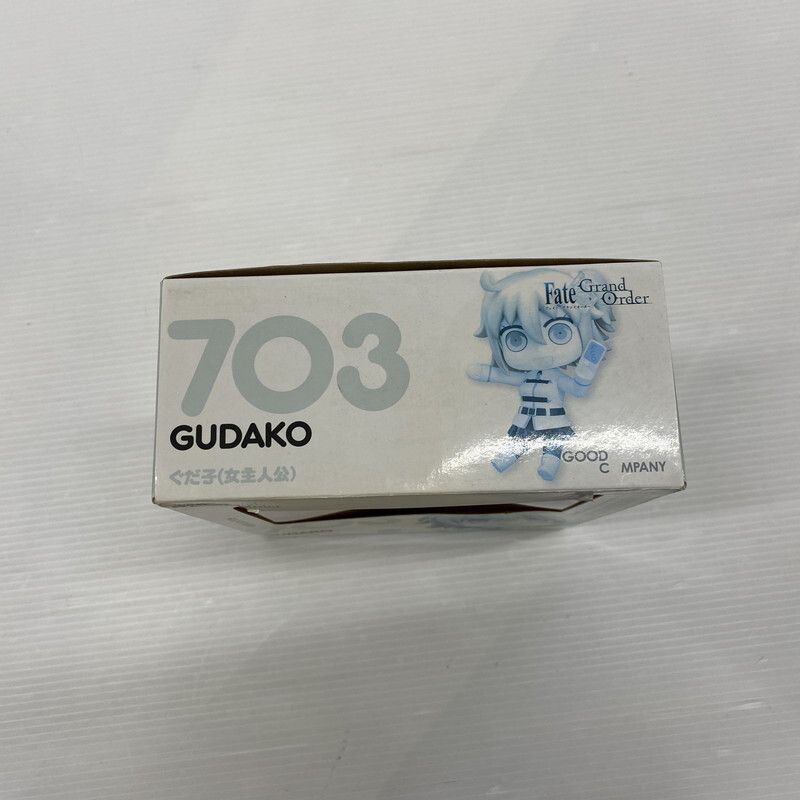 703
GUDAKO
ぐだ子(女主人公)
Fate Grand
Order
GOOD
C MPANY